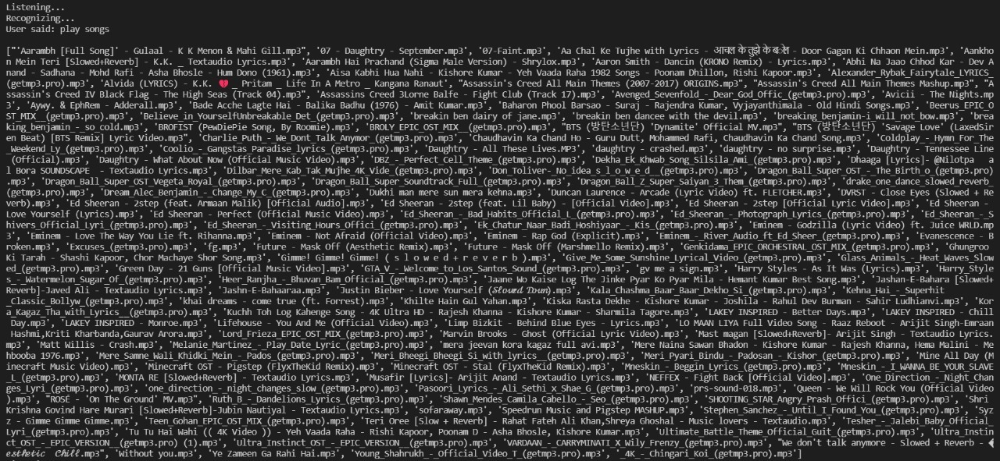 Listening...
Recognizing...
User said: play songs
["'Aarambh [Full Song]' - Gulaal - K K Menon & Mahi Gill.mp3", '07 - Daughtry - September.mp3', '07-Faint.mp3', 'Aa Chal Ke Tujhe with Lyrics - आचल के तुझे के बोल - Door Gagan Ki Chhaon Mein.mp3', 'Aankho
n Mein Teri [Slowed+Reverb] - K.K. _ Textaudio Lyrics.mp3', 'Aarambh Hai Prachand (Sigma Male Version) - Shrylox.mp3', 'Aaron Smith - Dancin (KRONO Remix) - Lyrics.mp3', 'Abhi Na Jaao Chhod Kar - Dev A
nand - Sadhana - Mohd Rafi - Asha Bhosle - Hum Dono (1961).mp3', 'Aisa Kabhi Hua Nahi - Kishore Kumar - Yeh Vaada Raha 1982 Songs - Poonam Dhillon, Rishi Kapoor.mp3', 'Alexander_Rybak_Fairytale_LYRICS_
(getmp3.pro).mp3', 'Alvida (LYRICS) - K.K. 💔 _ Pritam _ Life In A Metro _ Kangana Ranaut', "Assassin's Creed All Main Themes (2007-2017) ORIGINS.mp3", "Assassin's Creed All Main Themes Mashup.mp3", "A
ssassin's Creed IV Black Flag - The High Seas (Track 04).mp3", 'Assassins Creed 3Lorne Balfe - Fight Club (Track 17).mp3', 'Avenged_Sevenfold_-_Dear_God_Offic_(getmp3.pro).mp3', 'Avicii - The Nights.mp
3', 'Aywy. & EphRem - Adderall.mp3', 'Bade Acche Lagte Hai - Balika Badhu (1976) - Amit Kumar.mp3', 'Baharon Phool Barsao - Suraj - Rajendra Kumar, Vyjayanthimala - Old Hindi Songs.mp3', 'Beerus_EPIC_O
ST_MIX__(getmp3.pro).mp3', 'Believe_in_YourselfUnbreakable_Det_(getmp3.pro).mp3', 'breakin ben dairy of jane.mp3', 'breakin ben dancee with the devil.mp3', 'breaking_benjamin-i_will_not_bow.mp3', 'brea
king_benjamin_-_so_cold.mp3', 'BROFIST (PewDiePie Song, By Roomie).mp3', 'BROLY_EPIC_OST_MIX__(getmp3.pro).mp3', "BTS (방탄소년단) 'Dynamite' Official MV.mp3", "BTS (방탄소년단) 'Savage Love' (LaxedSir
en Beat) [BTS Remix] Lyric Video.mp3", 'Charlie_Puth_-_We_Dont_Talk_Anymor_(getmp3.pro).mp3', 'Chaudhavin Ka Chand Ho - Guru Dutt, Mohammed Rafi, Chaudhavin Ka Chand Song.mp3', 'Coldplay_-_Hymn_For_The
_Weekend_Ly_(getmp3.pro).mp3', 'Coolio_-_Gangstas_Paradise_lyrics_(getmp3.pro).mp3', 'Daughtry - All These Lives.MP3', 'daughtry - crashed.mp3', 'daughtry - no surprise.mp3', 'Daughtry - Tennessee Line
 (Official).mp3', 'Daughtry - What About Now (Official Music Video).mp3', 'DBZ_-_Perfect_Cell_Theme_(getmp3.pro).mp3', 'Dekha_Ek_Khwab_Song_Silsila_Ami_(getmp3.pro).mp3', 'Dhaaga [Lyrics]- @Nilotpa   a
l Bora SOUNDSCAPE  - Textaudio Lyrics.mp3', 'Dilbar_Mere_Kab_Tak_Mujhe_4K_Vide_(getmp3.pro).mp3', 'Don_Toliver-_No_idea_s_l_o_w_e_d__(getmp3.pro).mp3', 'Dragon_Ball_Super_OST_-_The_Birth_o_(getmp3.pro)
.mp3', 'Dragon_Ball_Super_OST_Vegeta_Royal_(getmp3.pro).mp3', 'Dragon_Ball_Super_Soundtrack_Full_(getmp3.pro).mp3', 'Dragon_Ball_Z_Super_Saiyan_3_Them_(getmp3.pro).mp3', 'drake_one_dance_slowed_reverb_
(getmp3.pro).mp3', 'Dream_Alec_Benjamin_-_Change_My_C_(getmp3.pro).mp3', 'Dukhi man mere sun mera kehna.mp3', 'Duncan Laurence - Arcade (Lyric Video) ft. FLETCHER.mp3', 'DVRST - Close Eyes (Slowed + Re
verb).mp3', 'Ed Sheeran - 2step (feat. Armaan Malik) [Official Audio].mp3', 'Ed Sheeran - 2step (feat. Lil Baby) - [Official Video].mp3', 'Ed Sheeran - 2step [Official Lyric Video].mp3', 'Ed Sheeran -
Love Yourself (Lyrics).mp3', 'Ed Sheeran - Perfect (Official Music Video).mp3', 'Ed_Sheeran_-_Bad_Habits_Official_L_(getmp3.pro).mp3', 'Ed_Sheeran_-_Photograph_Lyrics_(getmp3.pro).mp3', 'Ed_Sheeran_-_S
hivers_Official_Lyri_(getmp3.pro).mp3', 'Ed_Sheeran_-_Visiting_Hours_Offici_(getmp3.pro).mp3', 'Ek_Chatur_Naar_Badi_Hoshiyaar_-_Kis_(getmp3.pro).mp3', 'Eminem - Godzilla (Lyric Video) ft. Juice WRLD.mp
3', 'Eminem - Love The Way You Lie ft. Rihanna.mp3', 'Eminem - Not Afraid (Official Video).mp3', 'Eminem - Rap God (Explicit).mp3', 'Eminem_-_River_Audio_ft_Ed_Sheer_(getmp3.pro).mp3', 'Evanescence - B
roken.mp3', 'Excuses_(getmp3.pro).mp3', 'fg.mp3', 'Future - Mask Off (Aesthetic Remix).mp3', 'Future - Mask Off (Marshmello Remix).mp3', 'Genkidama_EPIC_ORCHESTRAL_OST_MIX_(getmp3.pro).mp3', 'Ghungroo
Ki Tarah - Shashi Kapoor, Chor Machaye Shor Song.mp3', 'Gimme! Gimme! Gimme! ( s l o w e d + r e v e r b ).mp3', 'Give_Me_Some_Sunshine_Lyrical_Video_(getmp3.pro).mp3', 'Glass_Animals_-_Heat_Waves_Slow
ed_(getmp3.pro).mp3', 'Green Day - 21 Guns [Official Music Video].mp3', 'GTA_V_-_Welcome_to_Los_Santos_Sound_(getmp3.pro).mp3', 'gv me a sign.mp3', 'Harry Styles - As It Was (Lyrics).mp3', 'Harry_Style
s_-_Watermelon_Sugar_Of_(getmp3.pro).mp3', 'Heer_Ranjha_-_Bhuvan_Bam_Official_(getmp3.pro).mp3', 'Jaane Wo Kaise Log The Jinke Pyar Ko Pyar Mila - Hemant Kumar Best Song.mp3', 'Jashan-E-Bahara [Slowed+
Reverb]-Javed Ali - Textaudio Lyrics.mp3', 'Jashn-E-Bahaaraa.mp3', 'Justin Bieber - Love Yourself (𝓢𝓵𝓸𝔀𝓮𝓭 𝓓𝓸𝔀𝓷).mp3', 'Kala_Chashma_Baar_Baar_Dekho_Si_(getmp3.pro).mp3', 'Kehna_Hai_-_Superhit
_Classic_Bollyw_(getmp3.pro).mp3', 'khai dreams - come true (ft. Forrest).mp3', 'Khilte Hain Gul Yahan.mp3', 'Kiska Rasta Dekhe - Kishore Kumar - Joshila - Rahul Dev Burman - Sahir Ludhianvi.mp3', 'Kor
a_Kagaz_Tha_with_Lyrics__(getmp3.pro).mp3', 'Kuchh Toh Log Kahenge Song - 4K Ultra HD - Rajesh Khanna - Kishore Kumar - Sharmila Tagore.mp3', 'LAKEY INSPIRED - Better Days.mp3', 'LAKEY INSPIRED - Chill
 Day.mp3', 'LAKEY INSPIRED - Monroe.mp3', 'Lifehouse - You And Me (Official Video).mp3', 'Limp Bizkit - Behind Blue Eyes - Lyrics.mp3', 'LO MAAN LIYA Full Video Song - Raaz Reboot - Arijit Singh-Emraan
 Hashmi,Kriti Kharbanda,Gaurav Arora.mp3', 'Lord_Frieza_EPIC_OST_MIX_(getmp3.pro).mp3', 'Marvin Brooks - Ghost (Official Lyric Video).mp3', 'Mast magan [Slowed+Reverb]- Arijit Singh - Textaudio Lyrics.
mp3', 'Matt Willis - Crash.mp3', 'Melanie_Martinez_-_Play_Date_Lyric_(getmp3.pro).mp3', 'mera jeevan kora kagaz full avi.mp3', 'Mere Naina Sawan Bhadon - Kishore Kumar - Rajesh Khanna, Hema Malini - Me
hbooba 1976.mp3', 'Mere_Samne_Wali_Khidki_Mein_-_Pados_(getmp3.pro).mp3', 'Meri_Bheegi_Bheegi_Si_with_lyrics__(getmp3.pro).mp3', 'Meri_Pyari_Bindu_-_Padosan_-_Kishor_(getmp3.pro).mp3', 'Mine All Day (M
inecraft Music Video).mp3', 'Minecraft OST - Pigstep (FlyxTheKid Remix).mp3', 'Minecraft OST - Stal (FlyxTheKid Remix).mp3', 'Mneskin_-_Beggin_Lyrics_(getmp3.pro).mp3', 'Mneskin_-_I_WANNA_BE_YOUR_SLAVE
_L_(getmp3.pro).mp3', 'MONTA RE [Slowed+Reverb] - Textaudio Lyrics.mp3', 'Musafir [Lyrics]- Arijit Anand - Textaudio Lyrics.mp3', 'NEFFEX - Fight Back [Official Video].mp3', 'One_Direction_-_Night_Chan
ges_Lyri_(getmp3.pro).mp3', 'one_direction_-_night_changes_slow_(getmp3.pro).mp3', 'Pasoori_Lyrics_-_Ali_Sethi_x_Shae_G_(getmp3.pro).mp3', 'prs-sound-018.mp3', 'Queen - We Will Rock You (Official Video
).mp3', "ROSÉ - 'On The Ground' MV.mp3", 'Ruth_B_-_Dandelions_Lyrics_(getmp3.pro).mp3', 'Shawn_Mendes_Camila_Cabello_-_Seo_(getmp3.pro).mp3', 'SHOOTING_STAR_Angry_Prash_Offici_(getmp3.pro).mp3', 'Shri
Krishna Govind Hare Murari [Slowed+Reverb]-Jubin Nautiyal - Textaudio Lyrics.mp3', 'sofaraway.mp3', 'Speedrun Music and Pigstep MASHUP.mp3', 'Stephen_Sanchez_-_Until_I_Found_You_(getmp3.pro).mp3', 'Syz
z - Gimme Gimme Gimme.mp3', 'Teen_Gohan_EPIC_OST_MIX_(getmp3.pro).mp3', 'Teri Oree [Slow + Reverb] - Rahat Fateh Ali Khan,Shreya Ghoshal - Music lovers - Textaudio.mp3', 'Tesher_-_Jalebi_Baby_Official_
Lyri_(getmp3.pro).mp3', 'Tu Tu Hai Wahi (( 4K Video )) - Yeh Vaada Raha - Rishi Kapoor, Poonam D - Asha Bhosle, Kishore Kumar.mp3', 'Ultimate_Battle_Theme_Official_Guit_(getmp3.pro).mp3', 'Ultra_Instin
ct_OST_-_EPIC_VERSION__(getmp3.pro) (1).mp3', 'Ultra_Instinct_OST_-_EPIC_VERSION__(getmp3.pro).mp3', 'VARDAAN_-_CARRYMINATI_X_Wily_Frenzy_(getmp3.pro).mp3', "We don't talk anymore - Slowed + Reverb -
𝓮𝓼𝓽𝓱𝓮𝓽𝓲𝓬 𝓒𝓱𝓲𝓵𝓵.mp3", 'Without you.mp3', 'Ye Zameen Ga Rahi Hai.mp3', 'Young_Shahrukh_-_Official_Video_T_(getmp3.pro).mp3', '_4K_-_Chingari_Koi_(getmp3.pro).mp3']